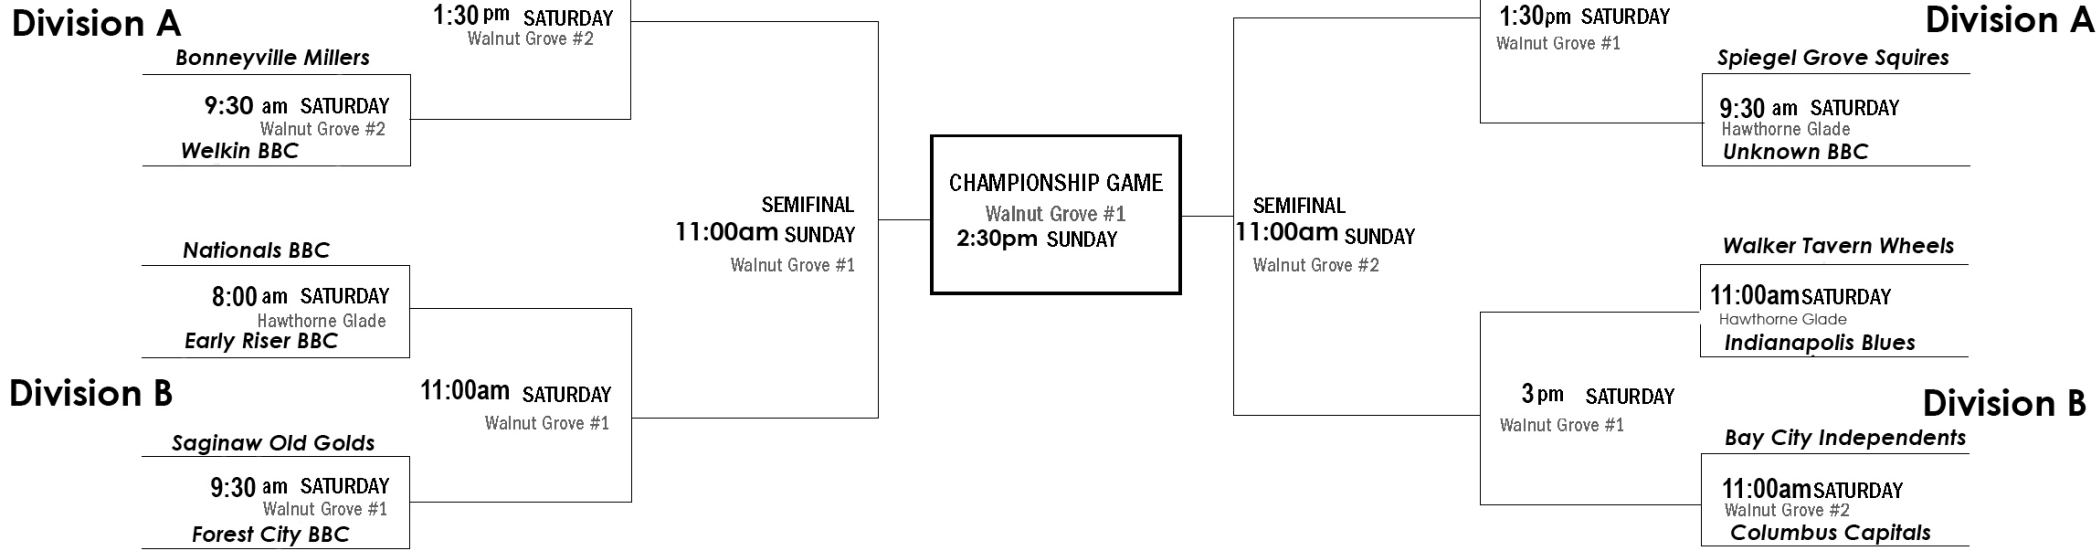 Division A
1:30 pm SATURDAY
Walnut Grove #2
Bonneyville Millers
9:30 am SATURDAY
Walnut Grove #2
Welkin BBC
SEMIFINAL
11:00am SUNDAY
Walnut Grove #1
Nationals BBC
8:00 am SATURDAY
Hawthorne Glade
Early Riser BBC
Division B
11:00am SATURDAY
Walnut Grove #1
Saginaw Old Golds
9:30 am SATURDAY
Walnut Grove #1
Forest City BBC
CHAMPIONSHIP GAME
Walnut Grove #1
2:30pm SUNDAY
1:30pm SATURDAY
Walnut Grove #1
Division A
Spiegel Grove Squires
9:30 am SATURDAY
Hawthorne Glade
Unknown BBC
SEMIFINAL
11:00am SUNDAY
Walnut Grove #2
Walker Tavern Wheels
11:00am SATURDAY
Hawthorne Glade
Indianapolis Blues
3 pm SATURDAY
Walnut Grove #1
Division B
Bay City Independents
11:00am SATURDAY
Walnut Grove #2
Columbus Capitals